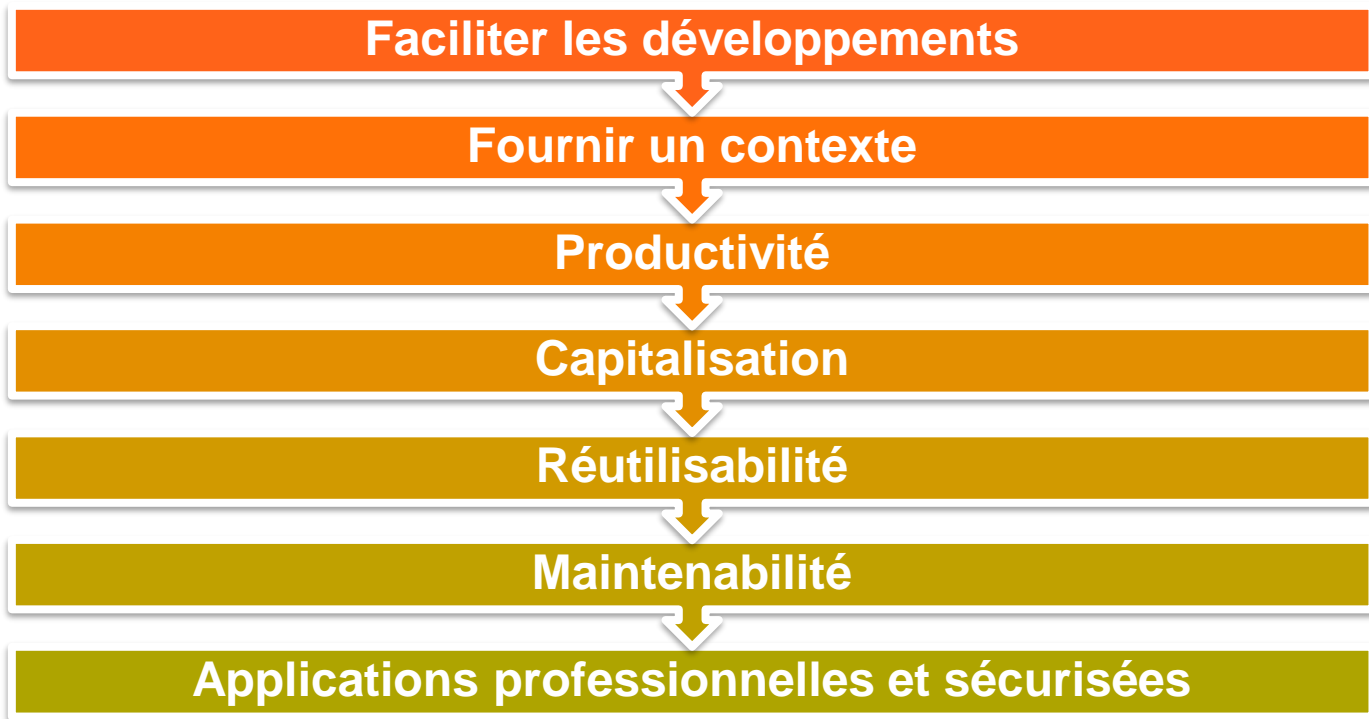 Faciliter les développements
Fournir un contexte
Productivité
Capitalisation
Réutilisabilité
Maintenabilité
Applications professionnelles et sécurisées